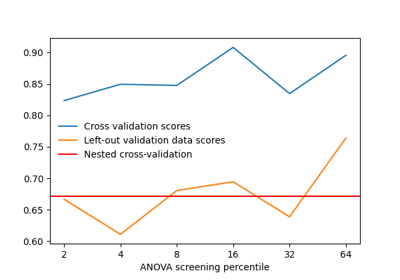 0.90
0.85
0.80
0.75
0.70
0.65
0.60
Cross validation scores
Left-out validation data scores
Nested cross-validation
2 4 8 16 32 64
ANOVA screening percentile